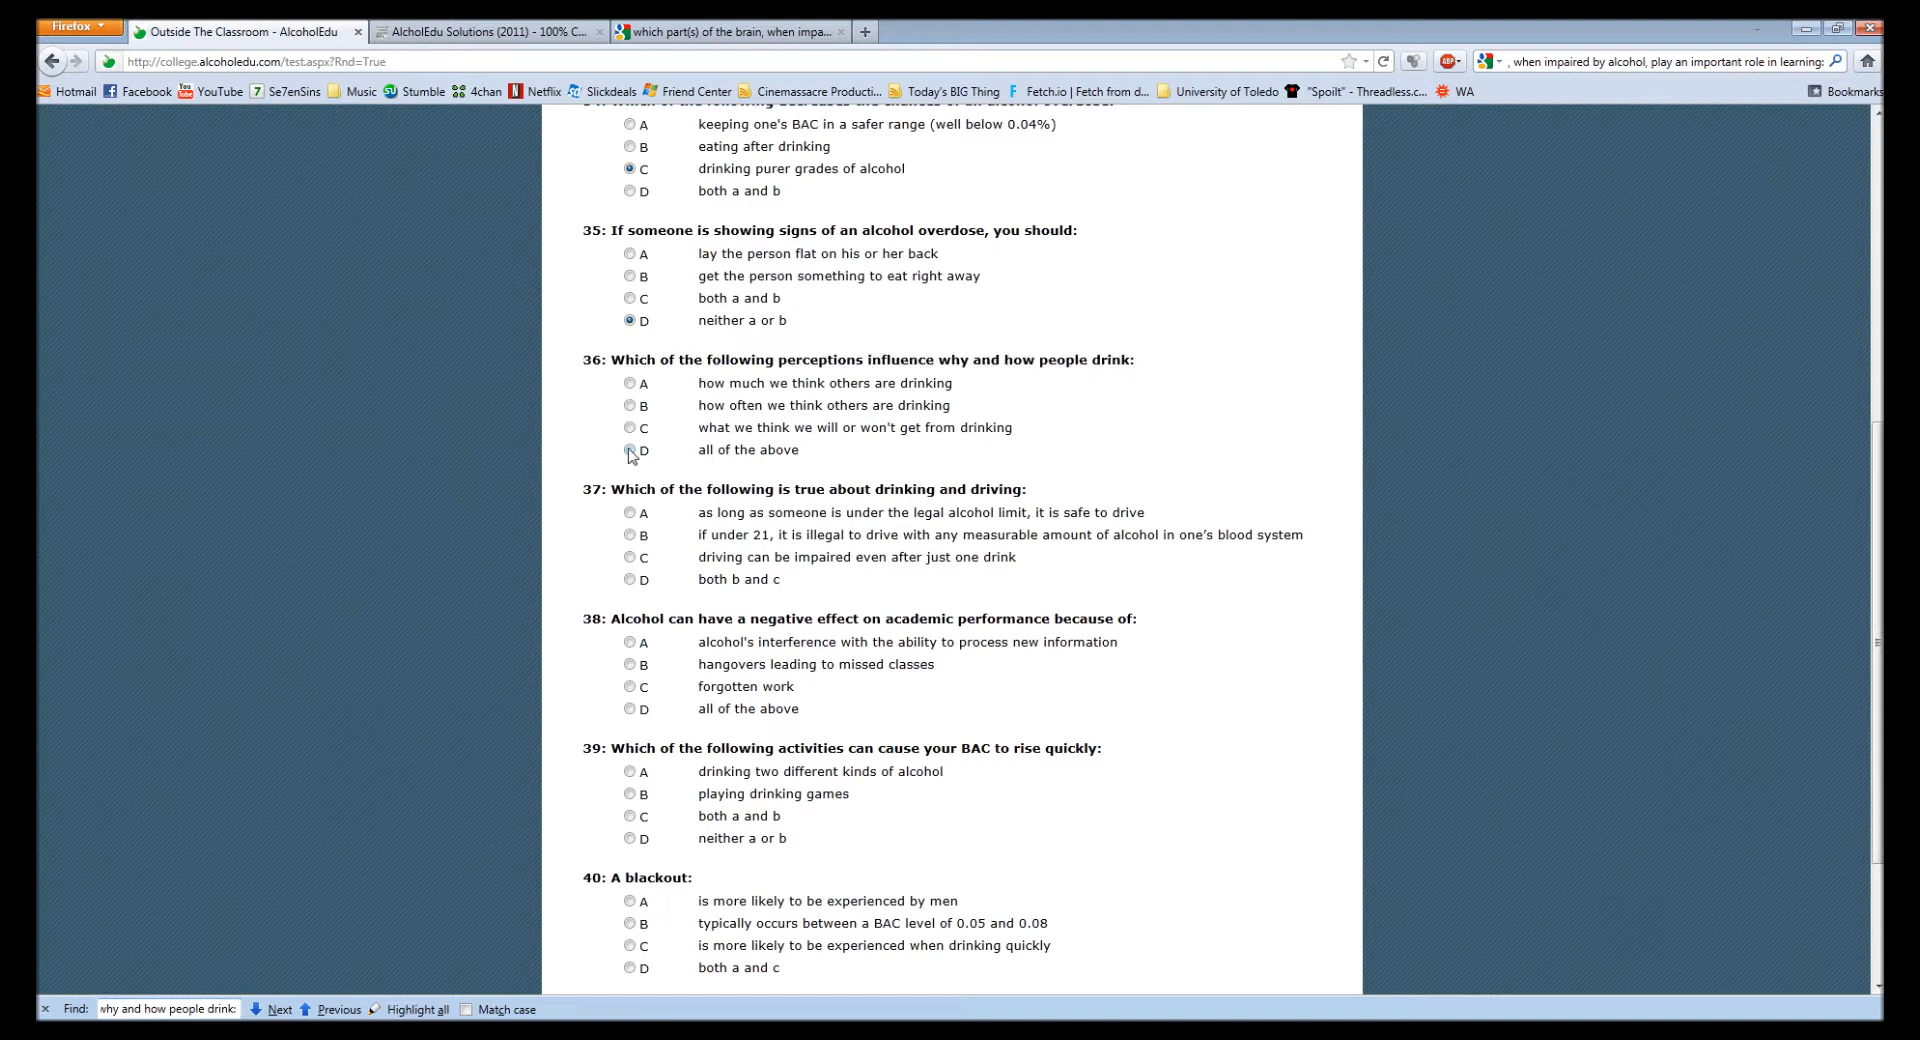 Firefox
Outside The Classroom - AlcoholEdu
AlcholEdu Solutions (2011) - 100% C...
which part(s) of the brain, when impa...
http://college.alcoholedu.com/test.aspx?Rnd=True
, when impaired by alcohol, play an important role in learning:
Hotmail Facebook YouTube Se7enSins Music Stumble 4chan Netflix Slickdeals Friend Center Cinemassacre Producti... Today's BIG Thing Fetch.io | Fetch from d... University of Toledo "Spoilt" - Threadless.c... WA Bookmarks
A keeping one's BAC in a safer range (well below 0.04%)
B eating after drinking
C drinking purer grades of alcohol
D both a and b
35: If someone is showing signs of an alcohol overdose, you should:
A lay the person flat on his or her back
B get the person something to eat right away
C both a and b
D neither a or b
36: Which of the following perceptions influence why and how people drink:
A how much we think others are drinking
B how often we think others are drinking
C what we think we will or won't get from drinking
D all of the above
37: Which of the following is true about drinking and driving:
A as long as someone is under the legal alcohol limit, it is safe to drive
B if under 21, it is illegal to drive with any measurable amount of alcohol in one’s blood system
C driving can be impaired even after just one drink
D both b and c
38: Alcohol can have a negative effect on academic performance because of:
A alcohol's interference with the ability to process new information
B hangovers leading to missed classes
C forgotten work
D all of the above
39: Which of the following activities can cause your BAC to rise quickly:
A drinking two different kinds of alcohol
B playing drinking games
C both a and b
D neither a or b
40: A blackout:
A is more likely to be experienced by men
B typically occurs between a BAC level of 0.05 and 0.08
C is more likely to be experienced when drinking quickly
D both a and c
Find: why and how people drink: Next Previous Highlight all Match case